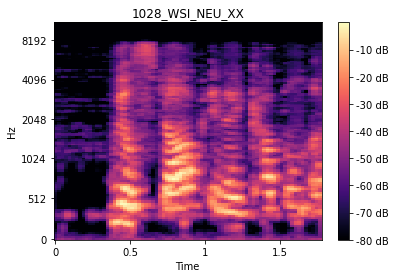 1028_WSI_NEU_XX
8192
4096
2048
1024
512
0
Hz
0
0.5
1
1.5
Time
-10 dB
-20 dB
-30 dB
-40 dB
-50 dB
-60 dB
-70 dB
-80 dB